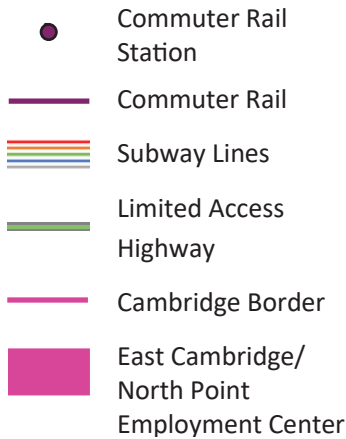 Commuter Rail
Station
Commuter Rail
Subway Lines
Limited Access
Highway
Cambridge Border
East Cambridge/
North Point
Employment Center